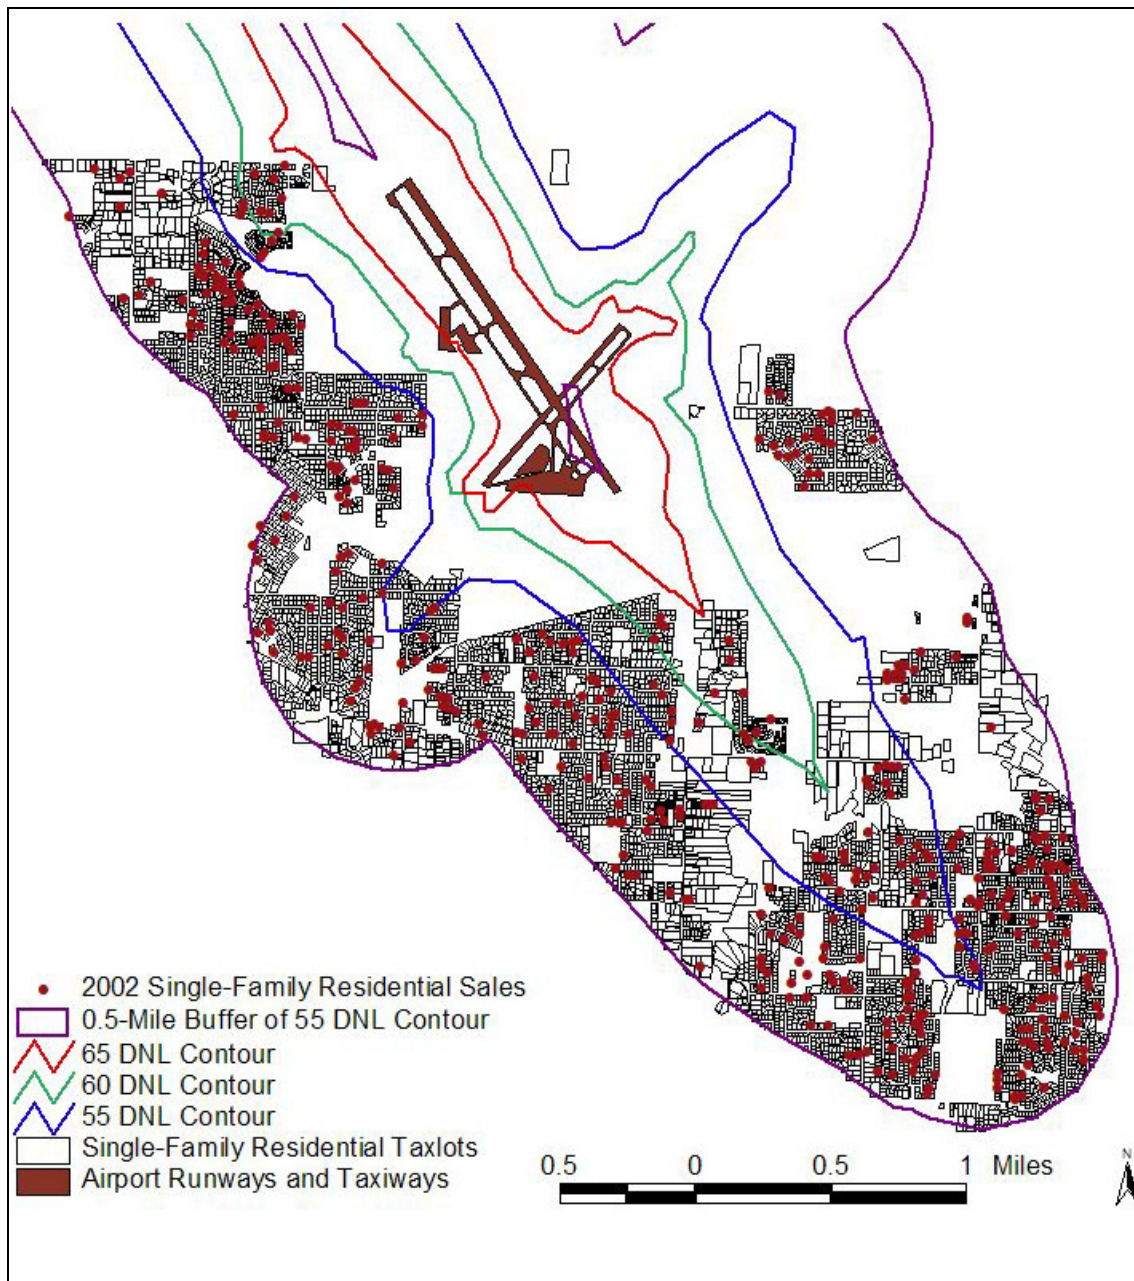 2002 Single-Family Residential Sales
0.5-Mile Buffer of 55 DNL Contour
65 DNL Contour
60 DNL Contour
55 DNL Contour
Single-Family Residential Taxlots
Airport Runways and Taxiways
0.5 0 0.5 1 Miles
N